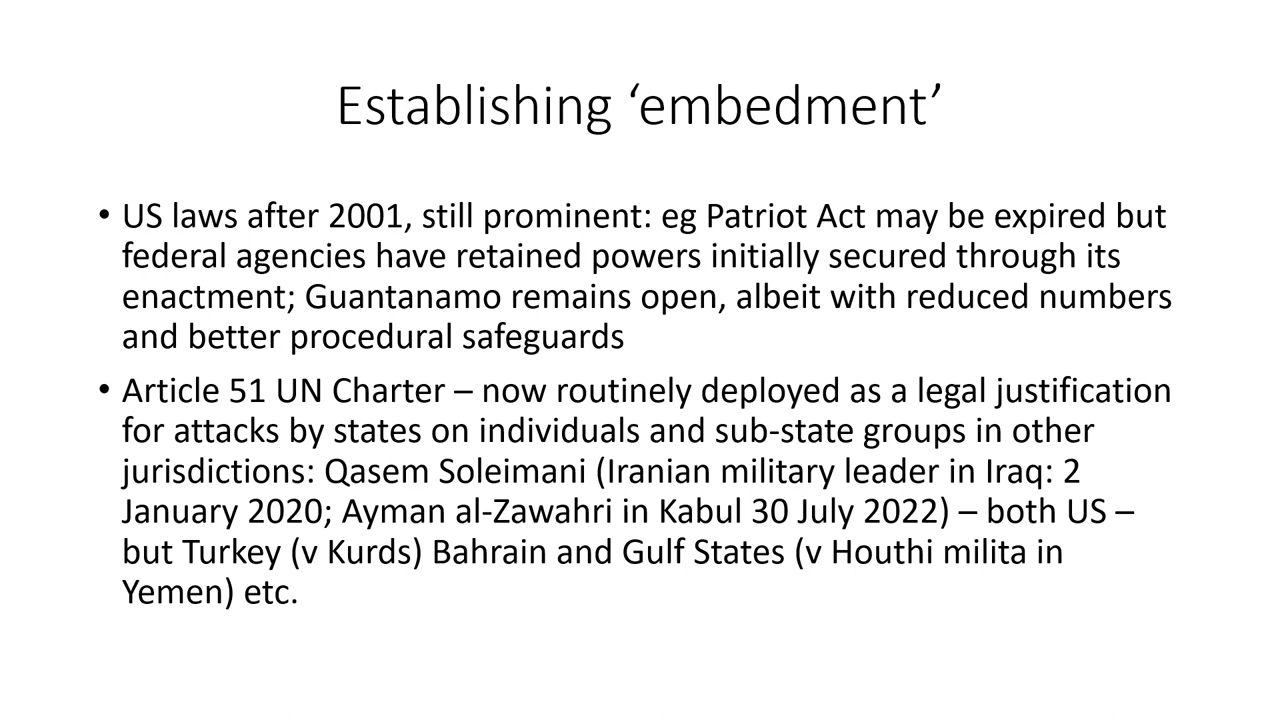 Establishing ‘embedment’
• US laws after 2001, still prominent: eg Patriot Act may be expired but
federal agencies have retained powers initially secured through its
enactment; Guantanamo remains open, albeit with reduced numbers
and better procedural safeguards
• Article 51 UN Charter – now routinely deployed as a legal justification
for attacks by states on individuals and sub-state groups in other
jurisdictions: Qasem Soleimani (Iranian military leader in Iraq: 2
January 2020; Ayman al-Zawahri in Kabul 30 July 2022) – both US –
but Turkey (v Kurds) Bahrain and Gulf States (v Houthi milita in
Yemen) etc.